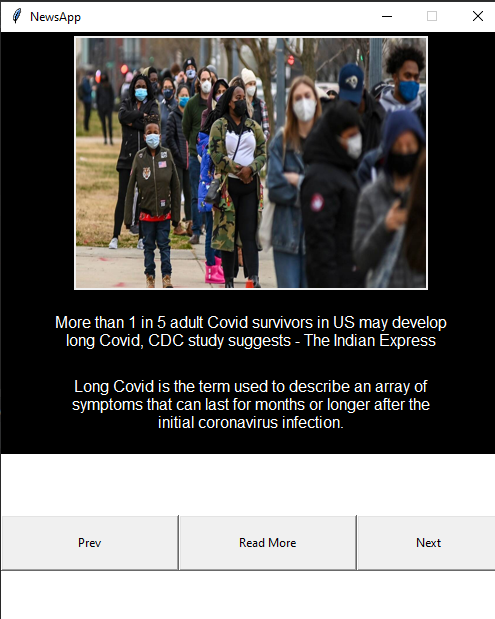 NewsApp
More than 1 in 5 adult Covid survivors in US may develop
long Covid, CDC study suggests - The Indian Express
Long Covid is the term used to describe an array of
symptoms that can last for months or longer after the
initial coronavirus infection.
Prev
Read More
Next